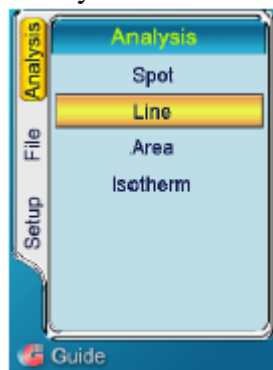 Analysis
Spot
Line
Area
Isotherm
Analysis
File
Setup
Guide